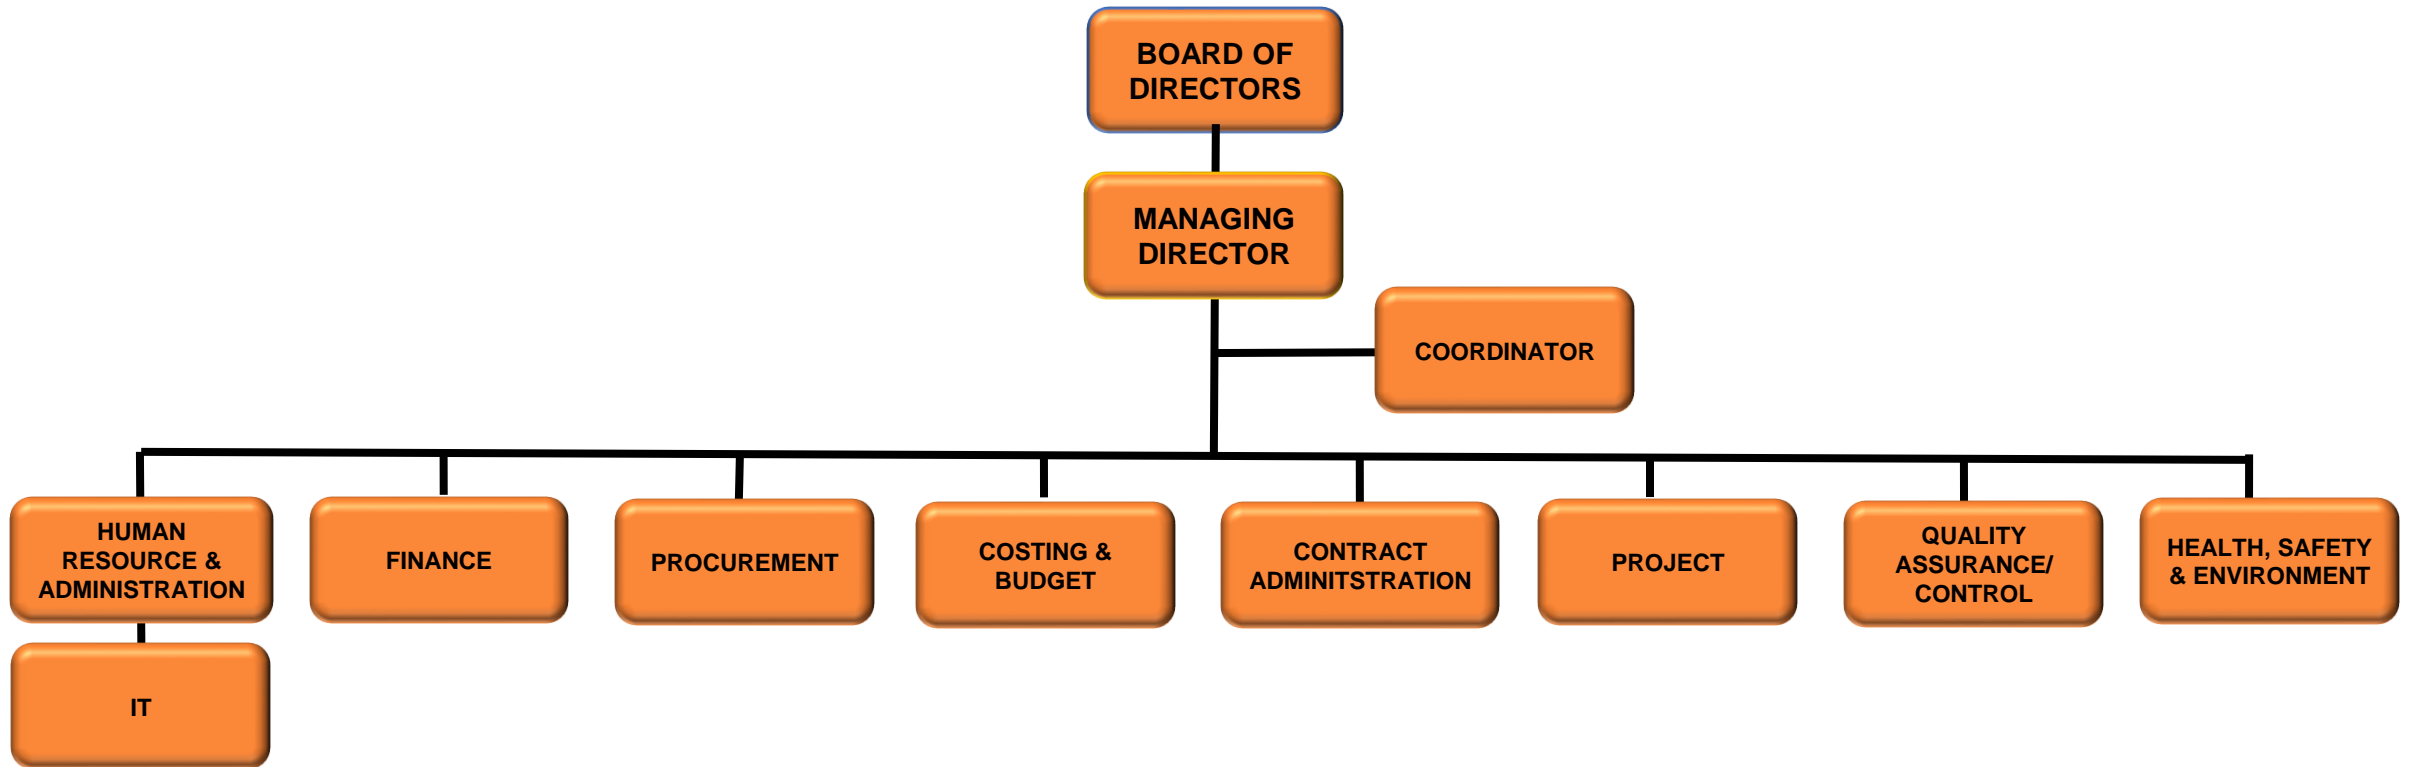 BOARD OF
DIRECTORS
MANAGING
DIRECTOR
COORDINATOR
HUMAN
RESOURCE &
ADMINISTRATION
FINANCE
PROCUREMENT
COSTING &
BUDGET
CONTRACT
ADMINITSTRATION
PROJECT
QUALITY
ASSURANCE/
CONTROL
HEALTH, SAFETY
& ENVIRONMENT
IT